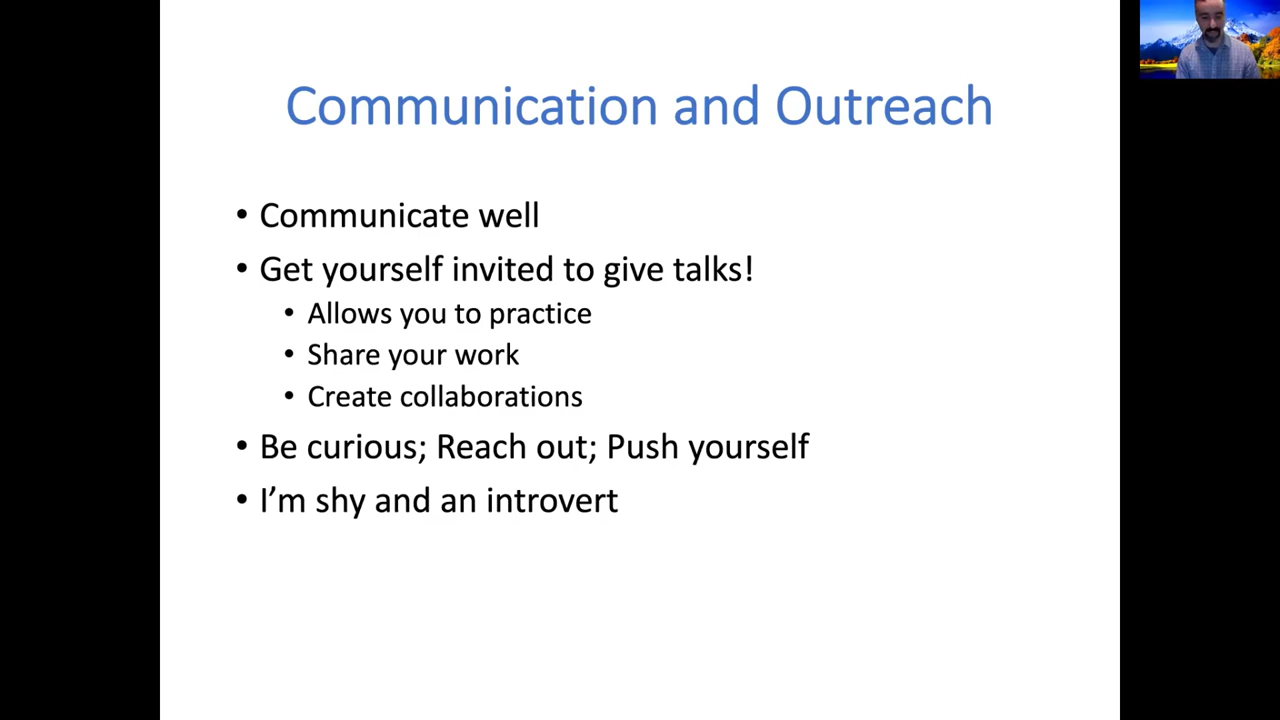 Communication and Outreach
• Communicate well
• Get yourself invited to give talks!
• Allows you to practice
• Share your work
• Create collaborations
• Be curious; Reach out; Push yourself
• I’m shy and an introvert